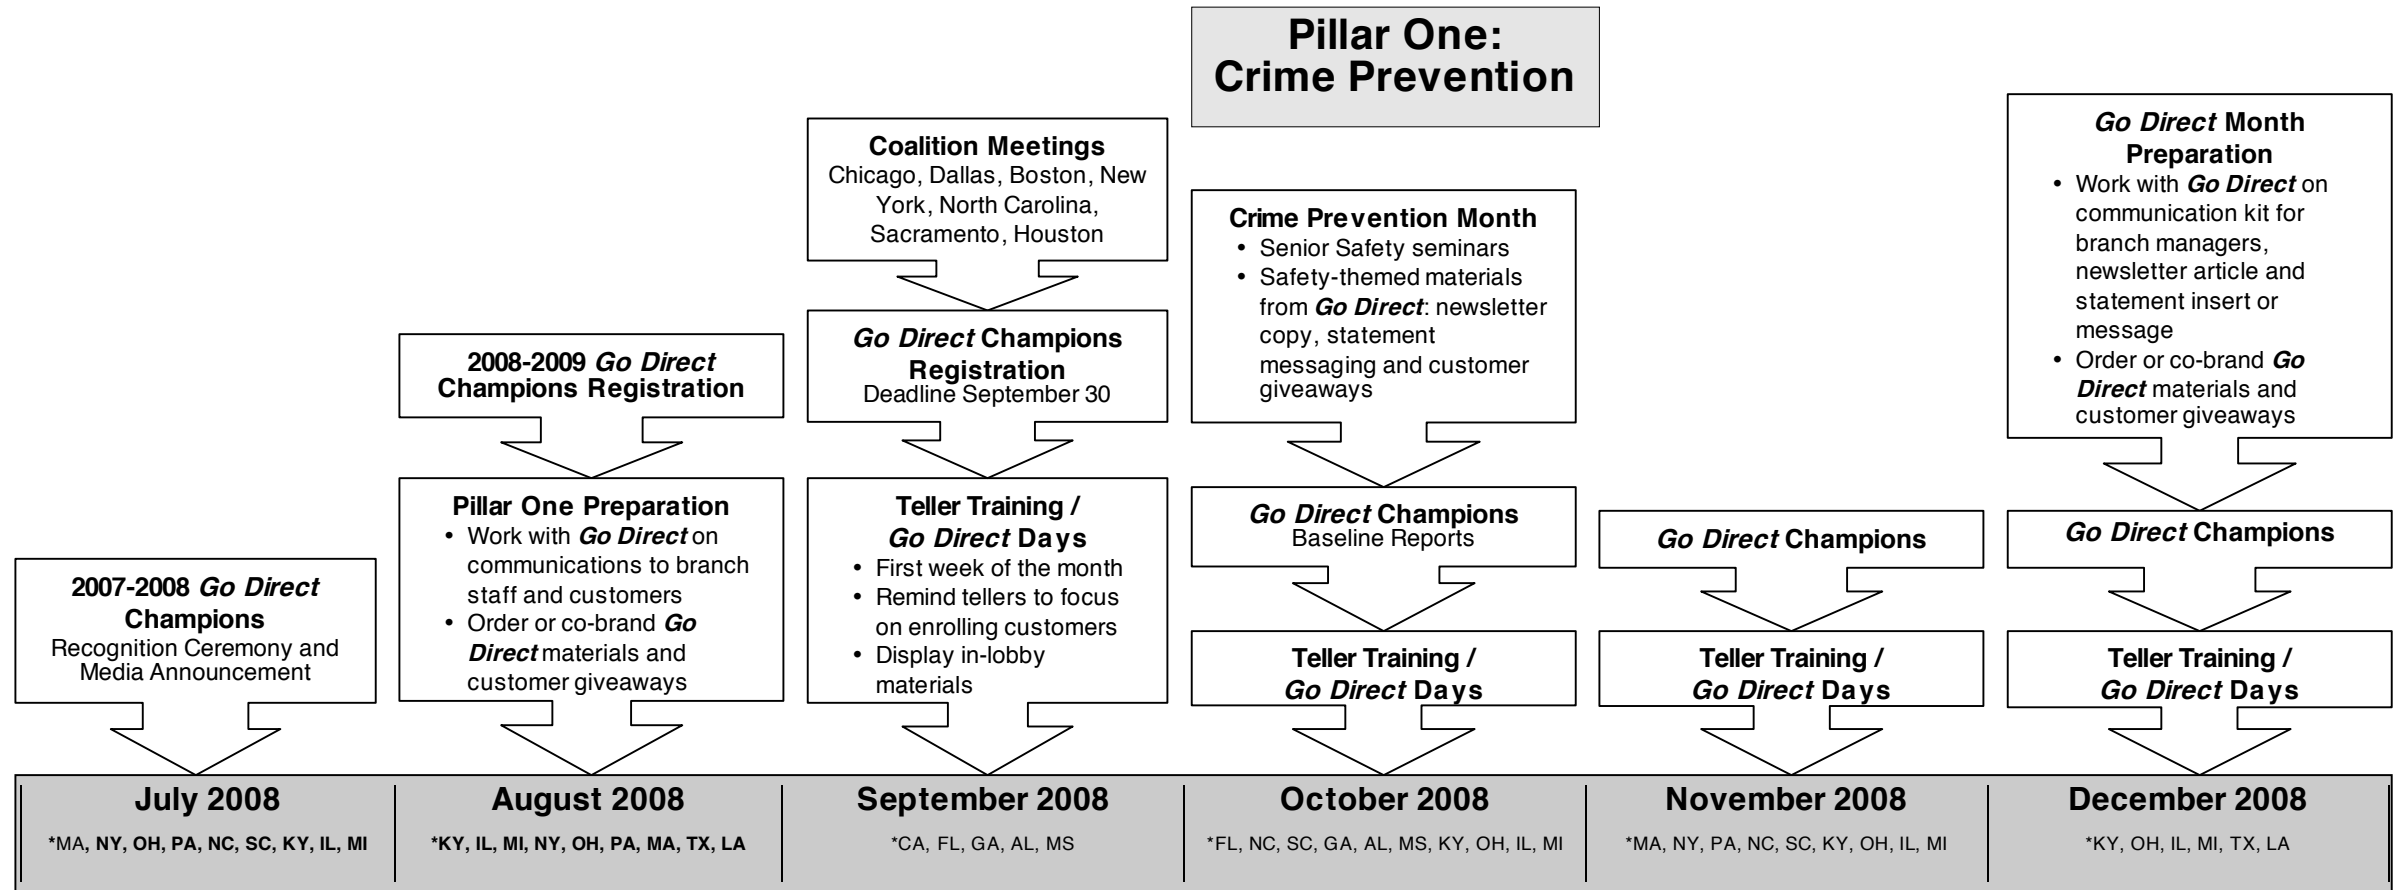 Pillar One:
Crime Prevention
2007-2008 Go Direct
Champions
Recognition Ceremony and
Media Announcement
2008-2009 Go Direct
Champions Registration
Pillar One Preparation
• Work with Go Direct on
communications to branch
staff and customers
• Order or co-brand Go
Direct materials and
customer giveaways
Coalition Meetings
Chicago, Dallas, Boston, New
York, North Carolina,
Sacramento, Houston
Go Direct Champions
Registration
Deadline September 30
Teller Training /
Go Direct Days
• First week of the month
• Remind tellers to focus
on enrolling customers
• Display in-lobby
materials
Crime Prevention Month
• Senior Safety seminars
• Safety-themed materials
from Go Direct: newsletter
copy, statement
messaging and customer
giveaways
Go Direct Champions
Baseline Reports
Teller Training /
Go Direct Days
Go Direct Champions
Teller Training /
Go Direct Days
Go Direct Month
Preparation
• Work with Go Direct on
communication kit for
branch managers,
newsletter article and
statement insert or
message
• Order or co-brand Go
Direct materials and
customer giveaways
Go Direct Champions
Teller Training /
Go Direct Days
July 2008
*MA, NY, OH, PA, NC, SC, KY, IL, MI
August 2008
*KY, IL, MI, NY, OH, PA, MA, TX, LA
September 2008
*CA, FL, GA, AL, MS
October 2008
*FL, NC, SC, GA, AL, MS, KY, OH, IL, MI
November 2008
*MA, NY, PA, NC, SC, KY, OH, IL, MI
December 2008
*KY, OH, IL, MI, TX, LA